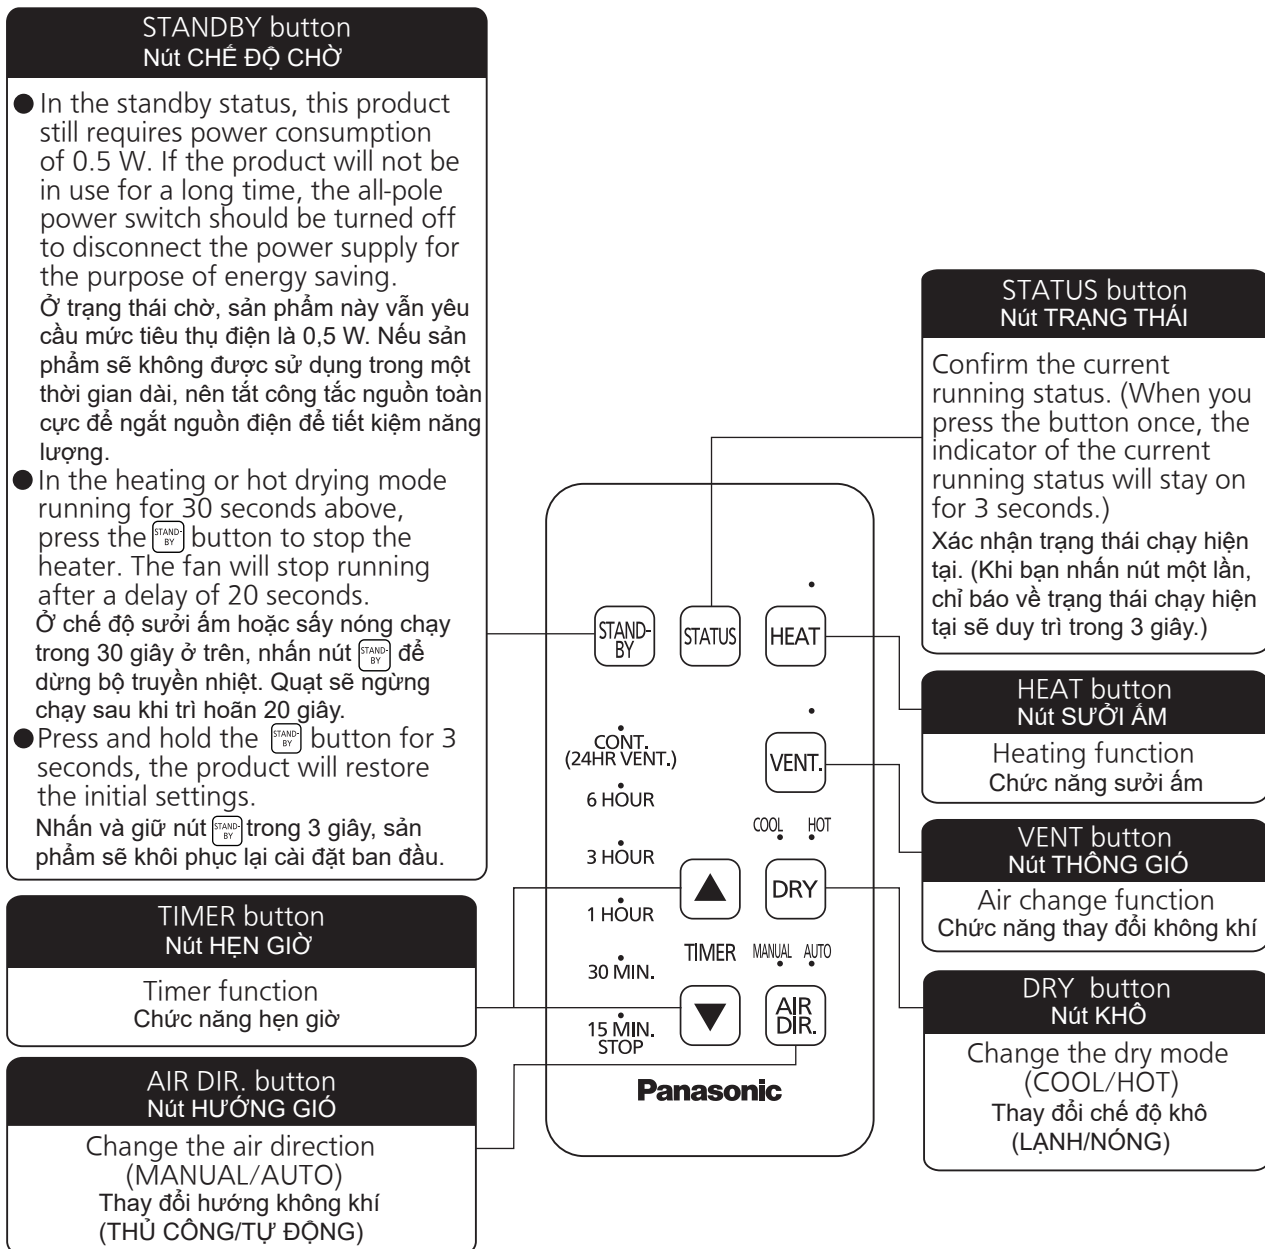 STANDBY button
Nút CHẾ ĐỘ CHỜ
● In the standby status, this product
still requires power consumption
of 0.5 W. If the product will not be
in use for a long time, the all-pole
power switch should be turned off
to disconnect the power supply for
the purpose of energy saving.
Ở trạng thái chờ, sản phẩm này vẫn yêu
cầu mức tiêu thụ điện là 0,5 W. Nếu sản
phẩm sẽ không được sử dụng trong một
thời gian dài, nên tắt công tắc nguồn toàn
cực để ngắt nguồn điện để tiết kiệm năng
lượng.
● In the heating or hot drying mode
running for 30 seconds above,
press the STAND-BY button to stop the
heater. The fan will stop running
after a delay of 20 seconds.
Ở chế độ sưởi ấm hoặc sấy nóng chạy
trong 30 giây ở trên, nhấn nút STAND-BY để
dừng bộ truyền nhiệt. Quạt sẽ ngừng
chạy sau khi trì hoãn 20 giây.
● Press and hold the STAND-BY button for 3
seconds, the product will restore
the initial settings.
Nhấn và giữ nút STAND-BY trong 3 giây, sản
phẩm sẽ khôi phục lại cài đặt ban đầu.
TIMER button
Nút HẸN GIỜ
Timer function
Chức năng hẹn giờ
AIR DIR. button
Nút HƯỚNG GIÓ
Change the air direction
(MANUAL/AUTO)
Thay đổi hướng không khí
(THỦ CÔNG/TỰ ĐỘNG)
STAND-
BY
STATUS
HEAT
CONT.
(24HR VENT.)
VENT.
6 HOUR
COOL HOT
3 HOUR
▲
DRY
1 HOUR
TIMER
MANUAL AUTO
30 MIN.
▼
AIR
DIR.
15 MIN.
STOP
Panasonic
STATUS button
Nút TRẠNG THÁI
Confirm the current
running status. (When you
press the button once, the
indicator of the current
running status will stay on
for 3 seconds.)
Xác nhận trạng thái chạy hiện
tại. (Khi bạn nhấn nút một lần,
chỉ báo về trạng thái chạy hiện
tại sẽ duy trì trong 3 giây.)
HEAT button
Nút SƯỞI ẤM
Heating function
Chức năng sưởi ấm
VENT button
Nút THÔNG GIÓ
Air change function
Chức năng thay đổi không khí
DRY button
Nút KHÔ
Change the dry mode
(COOL/HOT)
Thay đổi chế độ khô
(LẠNH/NÓNG)